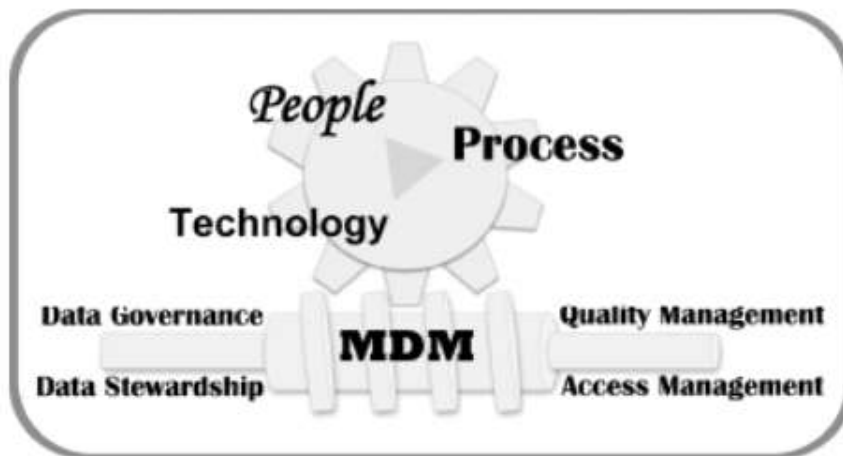 People
Process
Technology
Data Governance
Quality Management
MDM
Data Stewardship
Access Management